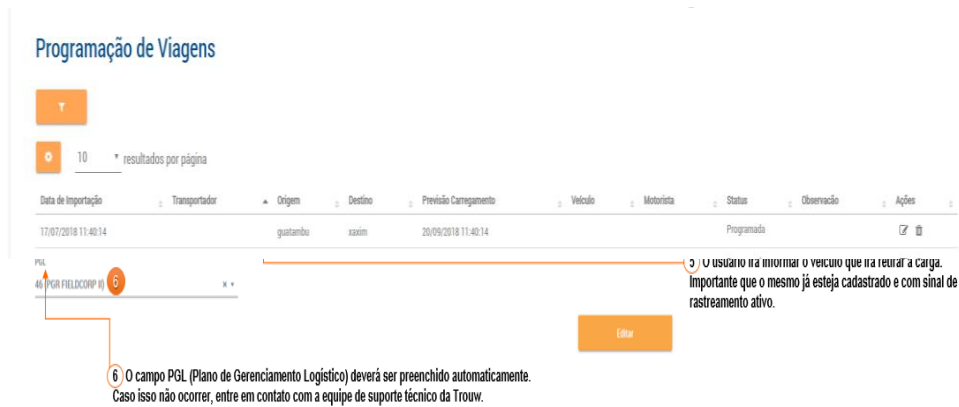 Programação de Viagens
10 resultados por página
Data de Importação Transportador Origem Destino Previsão Carregamento Veículo Motorista Status Observacão Ações
17/07/2018 11:40:14 guatambu xaxim 20/09/2018 11:40:14 Programada
PGL
46 (PGR FIELDCORP II) 6 x
5 O usuário irá informar o veículo que irá retirar a carga.
Importante que o mesmo já esteja cadastrado e com sinal de
rastreamento ativo.
Editar
6 O campo PGL (Plano de Gerenciamento Logístico) deverá ser preenchido automaticamente.
Caso isso não ocorrer, entre em contato com a equipe de suporte técnico da Trouw.